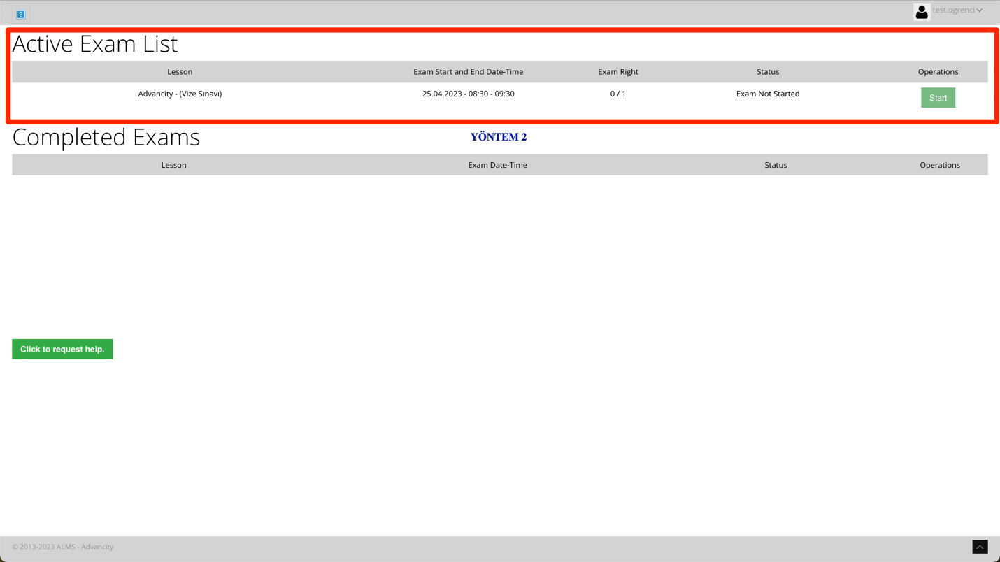 test.ogrenci
Active Exam List
Lesson Exam Start and End Date-Time Exam Right Status Operations
Advancity - (Vize Sınavı) 25.04.2023 - 08:30 - 09:30 0 / 1 Exam Not Started Start
Completed Exams YÖNTEM 2
Lesson Exam Date-Time Status Operations
Click to request help.
© 2013-2023 ALMS - Advancity